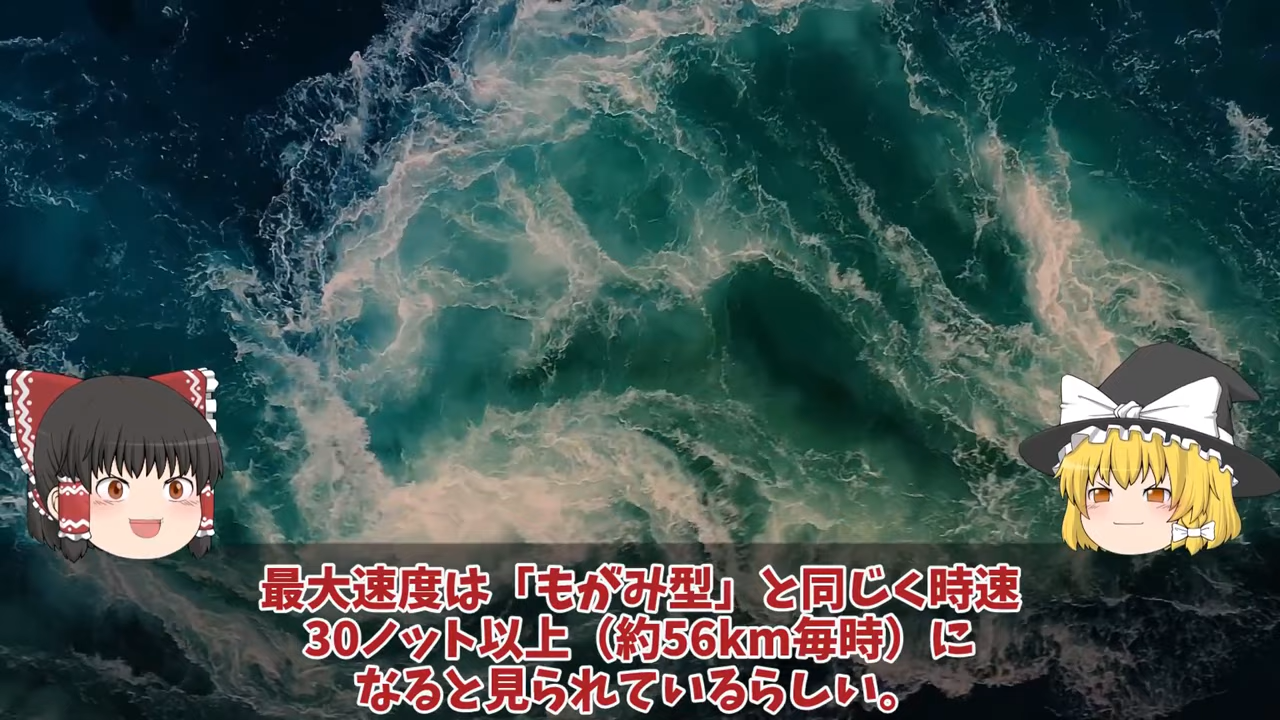 最大速度は「もがみ型」と同じく時速
30ノット以上（約56km毎時）に
なると見られているらしい。